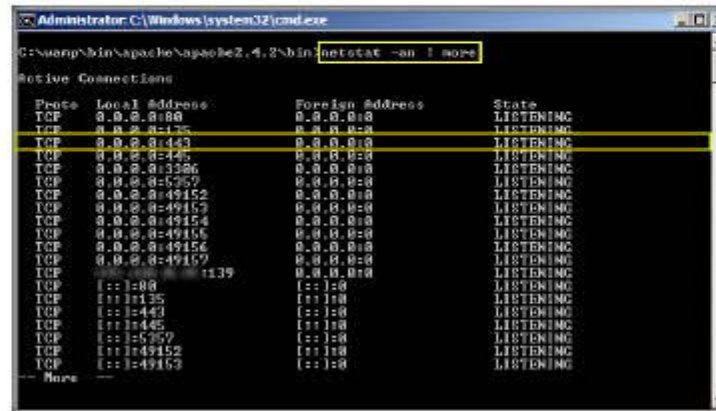 Administrator: C:\Windows\system32\cmd.exe
C:\wamp\bin\apache\apache2.4.2\bin>netstat -an | more
Active Connections
Proto Local Address Foreign Address State
TCP 0.0.0.0:80 0.0.0.0:0 LISTENING
TCP 0.0.0.0:135 0.0.0.0:0 LISTENING
TCP 0.0.0.0:443 0.0.0.0:0 LISTENING
TCP 0.0.0.0:445 0.0.0.0:0 LISTENING
TCP 0.0.0.0:3306 0.0.0.0:0 LISTENING
TCP 0.0.0.0:5357 0.0.0.0:0 LISTENING
TCP 0.0.0.0:49152 0.0.0.0:0 LISTENING
TCP 0.0.0.0:49153 0.0.0.0:0 LISTENING
TCP 0.0.0.0:49154 0.0.0.0:0 LISTENING
TCP 0.0.0.0:49155 0.0.0.0:0 LISTENING
TCP 0.0.0.0:49156 0.0.0.0:0 LISTENING
TCP 0.0.0.0:49157 0.0.0.0:0 LISTENING
TCP :139 0.0.0.0:0 LISTENING
TCP [::]:80 [::]:0 LISTENING
TCP [::]:135 [::]:0 LISTENING
TCP [::]:443 [::]:0 LISTENING
TCP [::]:445 [::]:0 LISTENING
TCP [::]:5357 [::]:0 LISTENING
TCP [::]:49152 [::]:0 LISTENING
TCP [::]:49153 [::]:0 LISTENING
-- More --